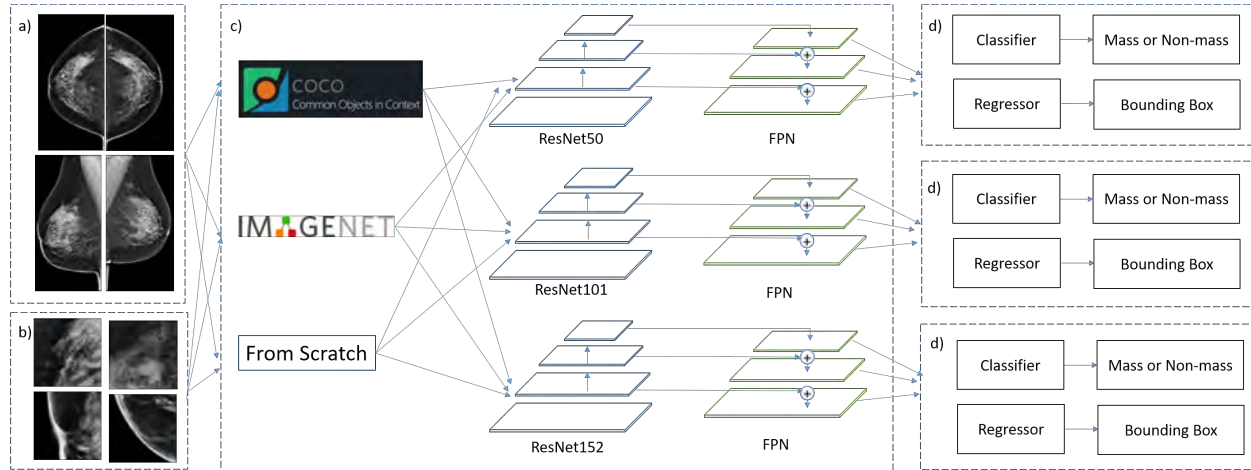 a)
b)
c)
COCO
Common Objects in Context
IMAGENET
From Scratch
ResNet50
FPN
ResNet101
FPN
ResNet152
FPN
d)
Classifier
Mass or Non-mass
Regressor
Bounding Box
d)
Classifier
Mass or Non-mass
Regressor
Bounding Box
d)
Classifier
Mass or Non-mass
Regressor
Bounding Box